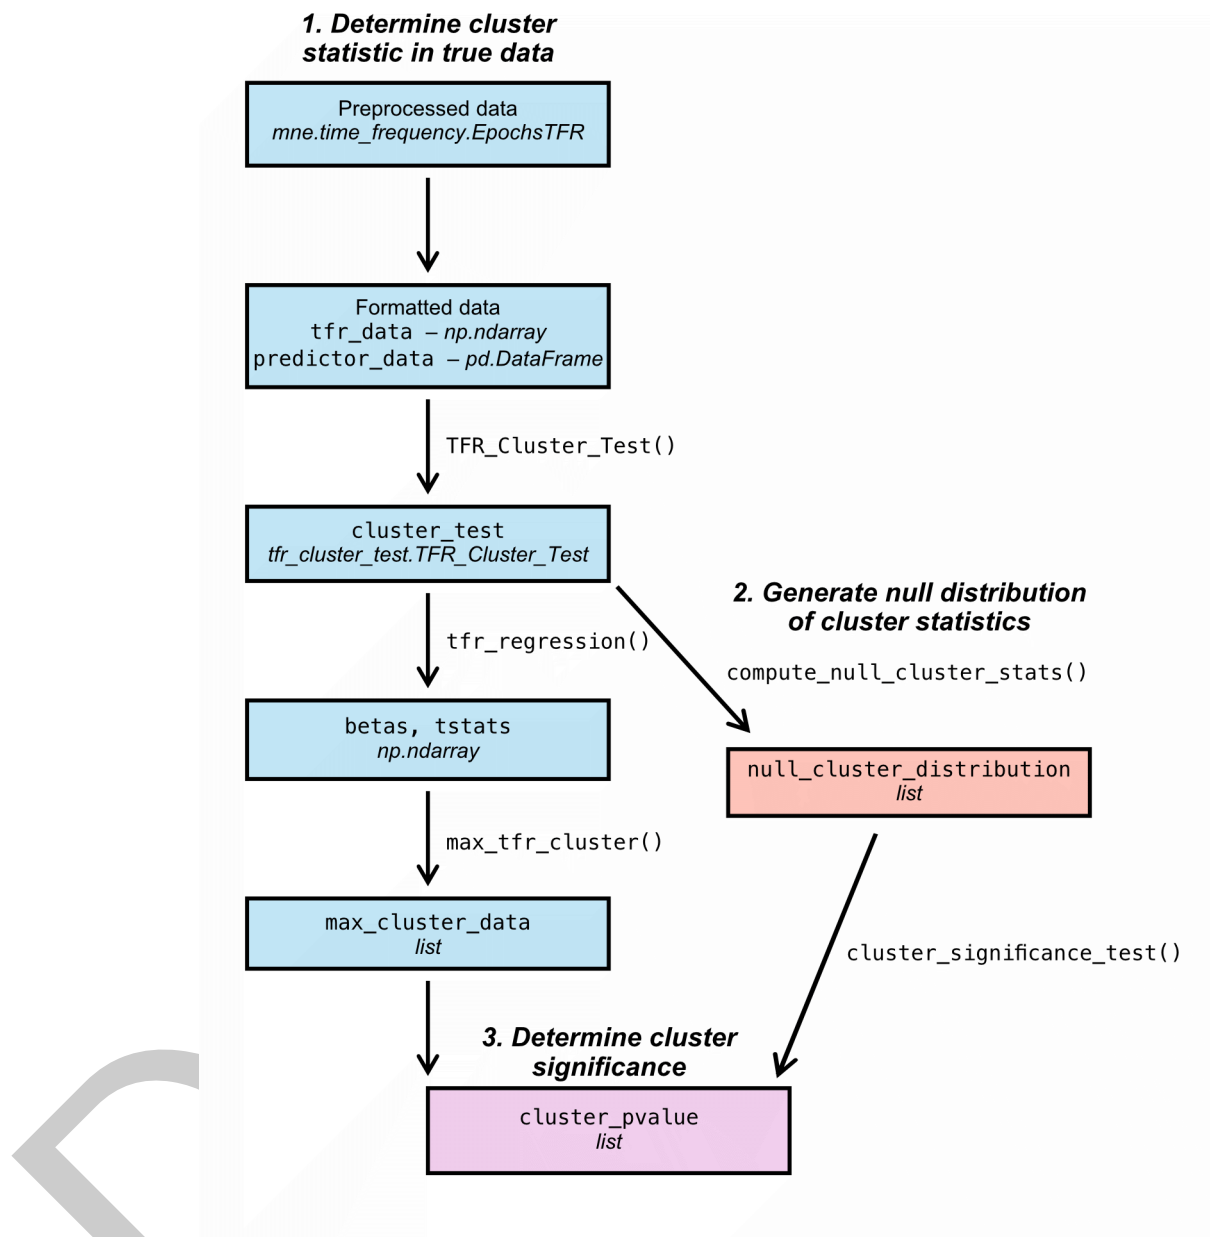 1. Determine cluster
statistic in true data
Preprocessed data
mne.time_frequency.EpochsTFR
Formatted data
tfr_data – np.ndarray
predictor_data – pd.DataFrame
TFR_Cluster_Test()
cluster_test
tfr_cluster_test.TFR_Cluster_Test
2. Generate null distribution
of cluster statistics
tfr_regression()
compute_null_cluster_stats()
betas, tstats
np.ndarray
null_cluster_distribution
list
max_tfr_cluster()
max_cluster_data
list
cluster_significance_test()
3. Determine cluster
significance
cluster_pvalue
list